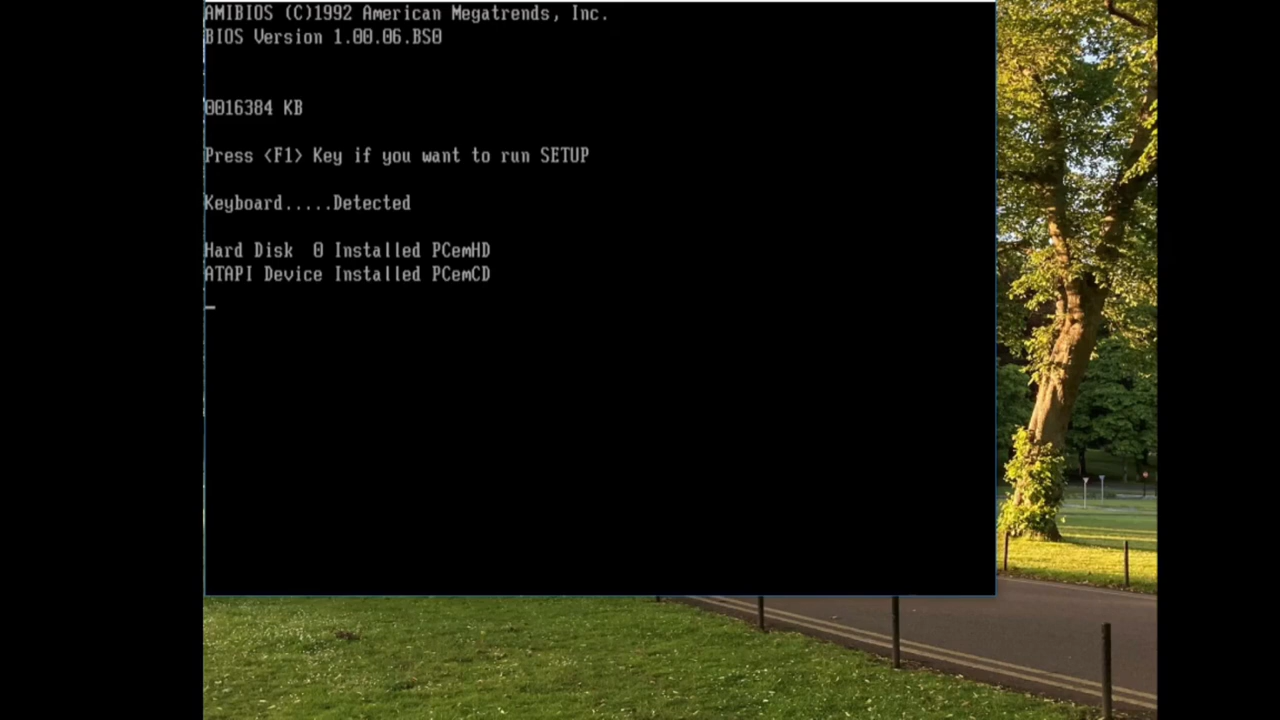 AMIBIOS (C)1992 American Megatrends, Inc.
BIOS Version 1.00.06.BS0
0016384 KB
Press <F1> Key if you want to run SETUP
Keyboard.....Detected
Hard Disk  0 Installed PCemHD
ATAPI Device Installed PCemCD